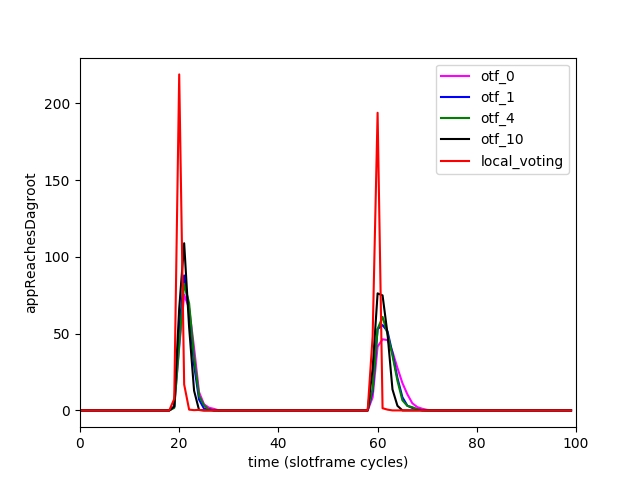 otf_0
otf_1
otf_4
otf_10
local_voting
200
150
100
50
0
appReachesDagroot
0 20 40 60 80 100
time (slotframe cycles)